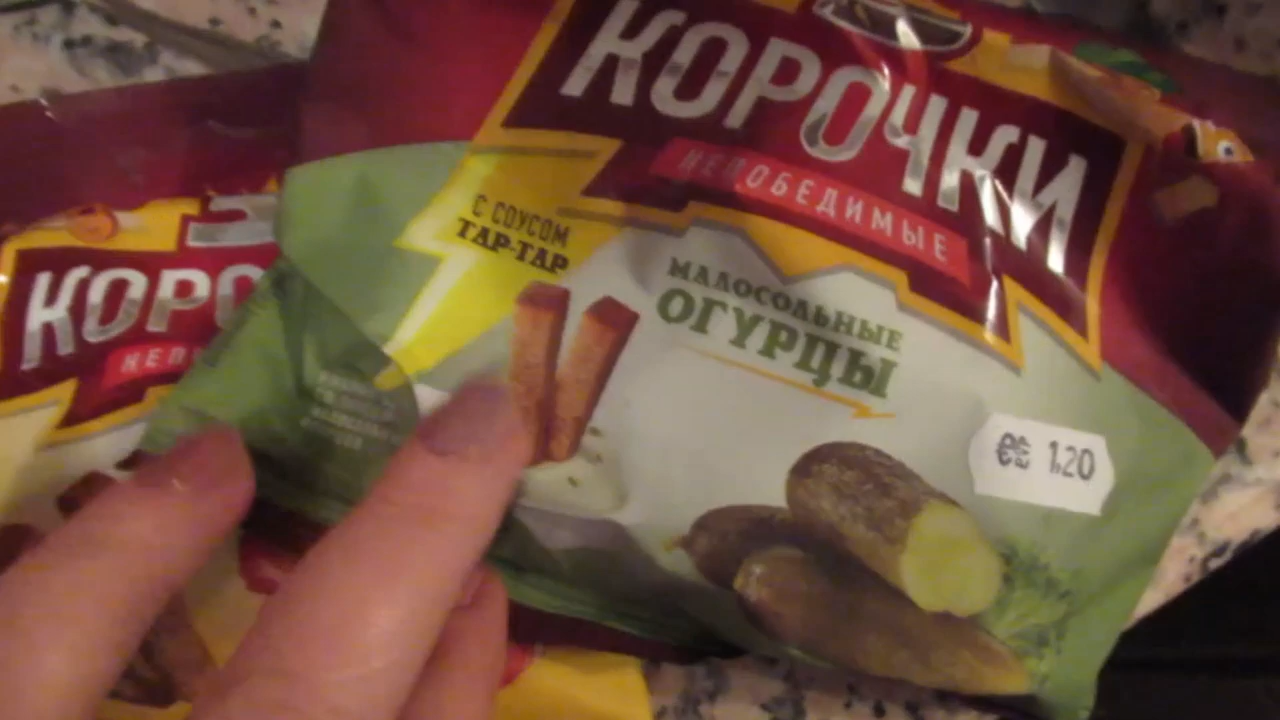 КОРОЧКИ
НЕПОБЕДИМЫЕ
С СОУСОМ
ТАР-ТАР
МАЛОСОЛЬНЫЕ
ОГУРЦЫ
€ 1,20
КОРО
НЕП